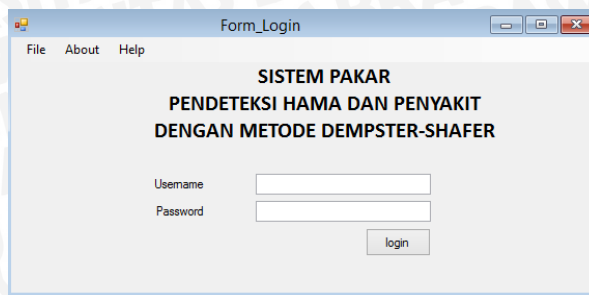 Form_Login
File About Help
SISTEM PAKAR
PENDETEKSI HAMA DAN PENYAKIT
DENGAN METODE DEMPSTER-SHAFER
Username
Password
login